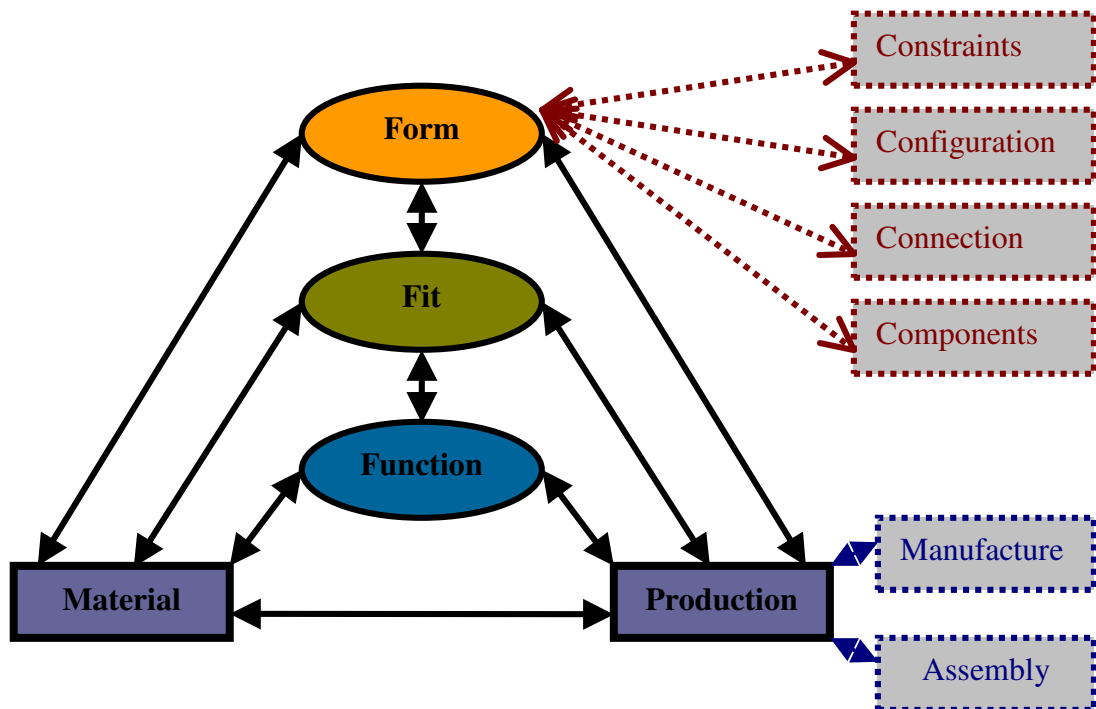 Constraints
Form
Configuration
Connection
Fit
Components
Function
Manufacture
Material
Production
Assembly